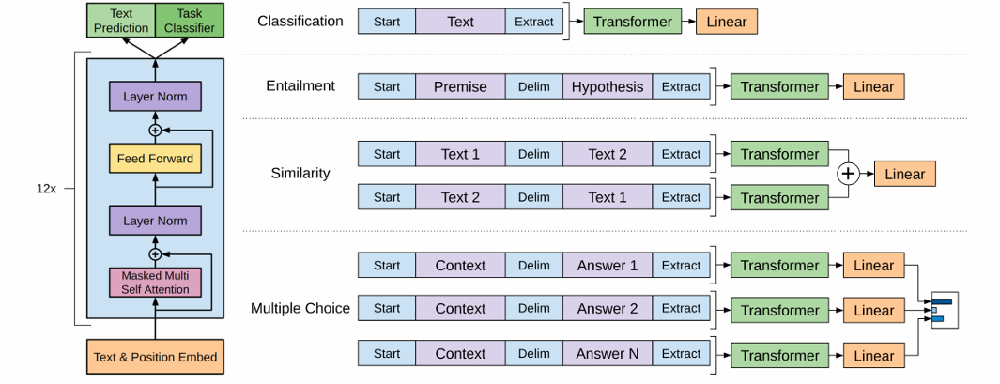 Text
Prediction
Task
Classifier
12x
Layer Norm
Feed Forward
Layer Norm
Masked Multi
Self Attention
Text & Position Embed
Classification
Start Text Extract Transformer Linear
Entailment
Start Premise Delim Hypothesis Extract Transformer Linear
Similarity
Start Text 1 Delim Text 2 Extract Transformer
Linear
Start Text 2 Delim Text 1 Extract Transformer
Multiple Choice
Start Context Delim Answer 1 Extract Transformer Linear
Start Context Delim Answer 2 Extract Transformer Linear
Start Context Delim Answer N Extract Transformer Linear